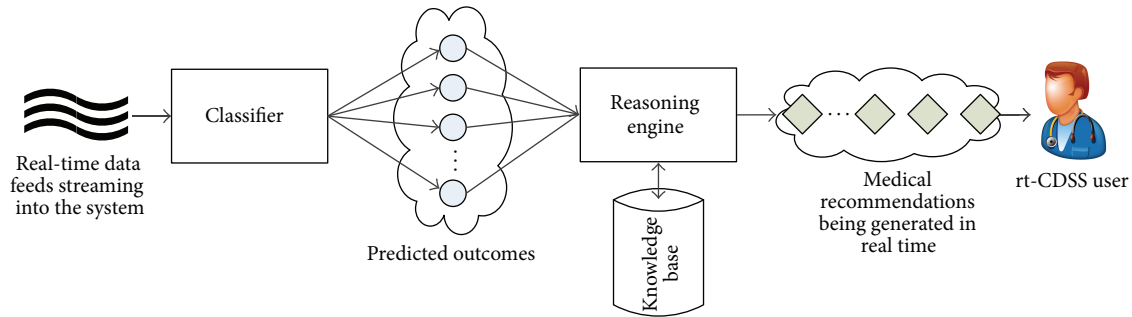 Real-time data
feeds streaming
into the system
Classifier
Predicted outcomes
Reasoning
engine
Knowledge
base
Medical
recommendations
being generated in
real time
rt-CDSS user